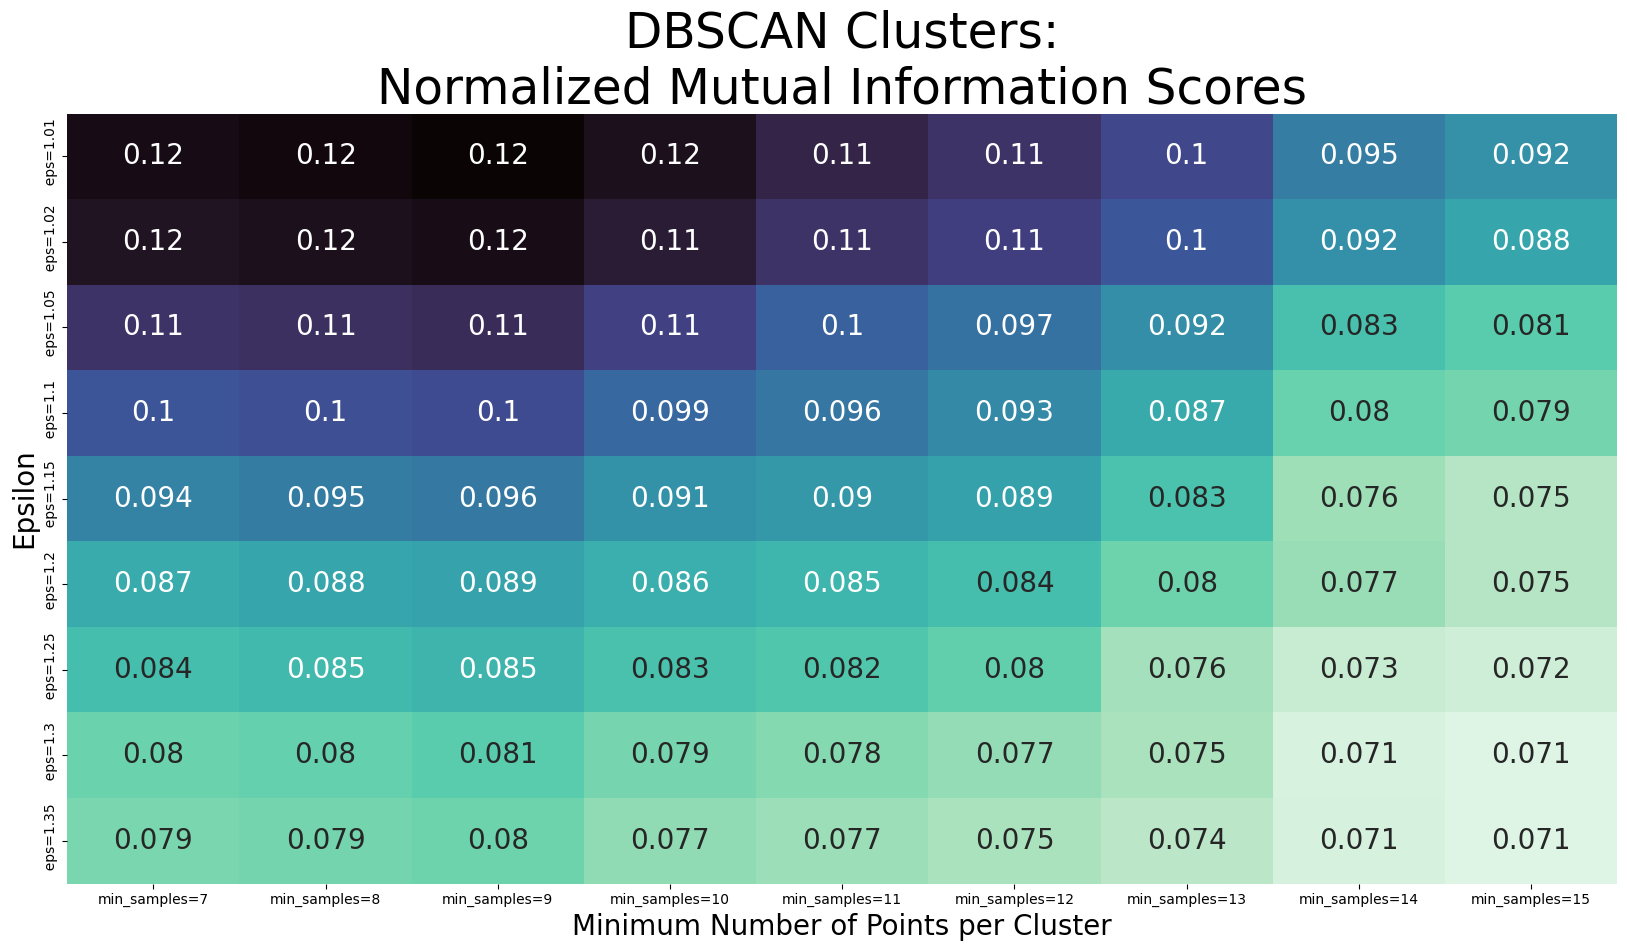 DBSCAN Clusters:
Normalized Mutual Information Scores
Epsilon
eps=1.01 0.12 0.12 0.12 0.12 0.11 0.11 0.1 0.095 0.092
eps=1.02 0.12 0.12 0.12 0.11 0.11 0.11 0.1 0.092 0.088
eps=1.05 0.11 0.11 0.11 0.11 0.1 0.097 0.092 0.083 0.081
eps=1.1 0.1 0.1 0.1 0.099 0.096 0.093 0.087 0.08 0.079
eps=1.15 0.094 0.095 0.096 0.091 0.09 0.089 0.083 0.076 0.075
eps=1.2 0.087 0.088 0.089 0.086 0.085 0.084 0.08 0.077 0.075
eps=1.25 0.084 0.085 0.085 0.083 0.082 0.08 0.076 0.073 0.072
eps=1.3 0.08 0.08 0.081 0.079 0.078 0.077 0.075 0.071 0.071
eps=1.35 0.079 0.079 0.08 0.077 0.077 0.075 0.074 0.071 0.071
min_samples=7 min_samples=8 min_samples=9 min_samples=10 min_samples=11 min_samples=12 min_samples=13 min_samples=14 min_samples=15
Minimum Number of Points per Cluster